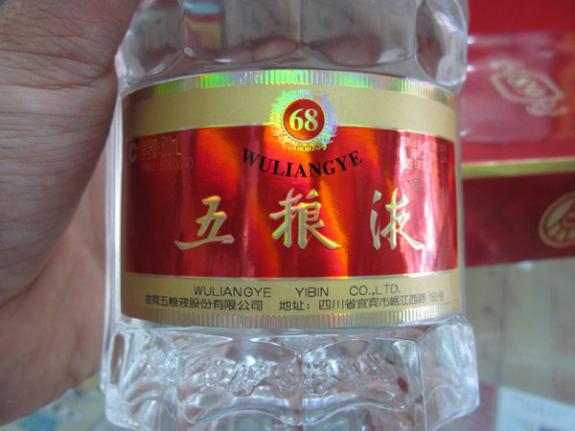 68
WULIANGYE
500mL
五粮液
WULIANGYE YIBIN CO.,LTD.
宜宾五粮液股份有限公司 地址:四川省宜宾市岷江西路150号